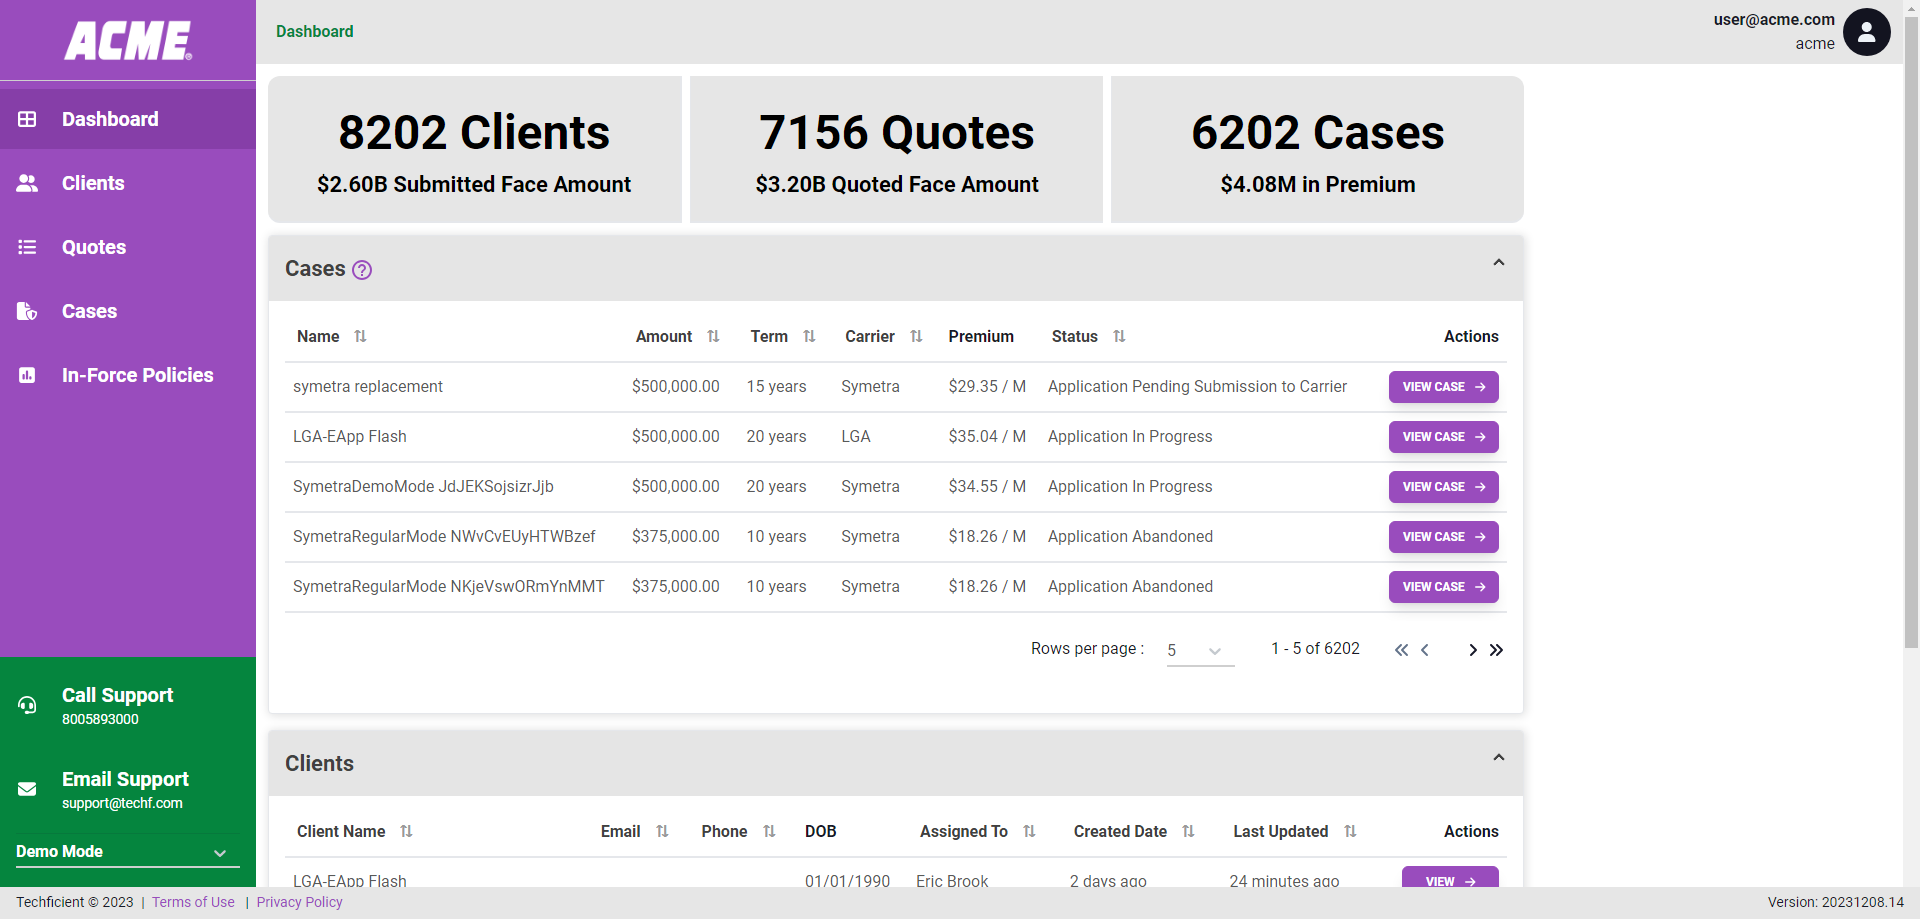 ACME®
Dashboard
user@acme.com
acme
Dashboard
Clients
Quotes
Cases
In-Force Policies
Call Support
8005893000
Email Support
support@techf.com
Demo Mode
8202 Clients
$2.60B Submitted Face Amount
7156 Quotes
$3.20B Quoted Face Amount
6202 Cases
$4.08M in Premium
Cases ?
Name Amount Term Carrier Premium Status Actions
symetra replacement $500,000.00 15 years Symetra $29.35 / M Application Pending Submission to Carrier VIEW CASE
LGA-EApp Flash $500,000.00 20 years LGA $35.04 / M Application In Progress VIEW CASE
SymetraDemoMode JdJEKSojsizrJjb $500,000.00 20 years Symetra $34.55 / M Application In Progress VIEW CASE
SymetraRegularMode NWvCvEUyHTWBzef $375,000.00 10 years Symetra $18.26 / M Application Abandoned VIEW CASE
SymetraRegularMode NKjeVswORmYnMMT $375,000.00 10 years Symetra $18.26 / M Application Abandoned VIEW CASE
Rows per page : 5 1 - 5 of 6202
Clients
Client Name Email Phone DOB Assigned To Created Date Last Updated Actions
LGA-EApp Flash 01/01/1990 Eric Brook 2 days ago 24 minutes ago VIEW
Techficient © 2023 | Terms of Use | Privacy Policy
Version: 20231208.14